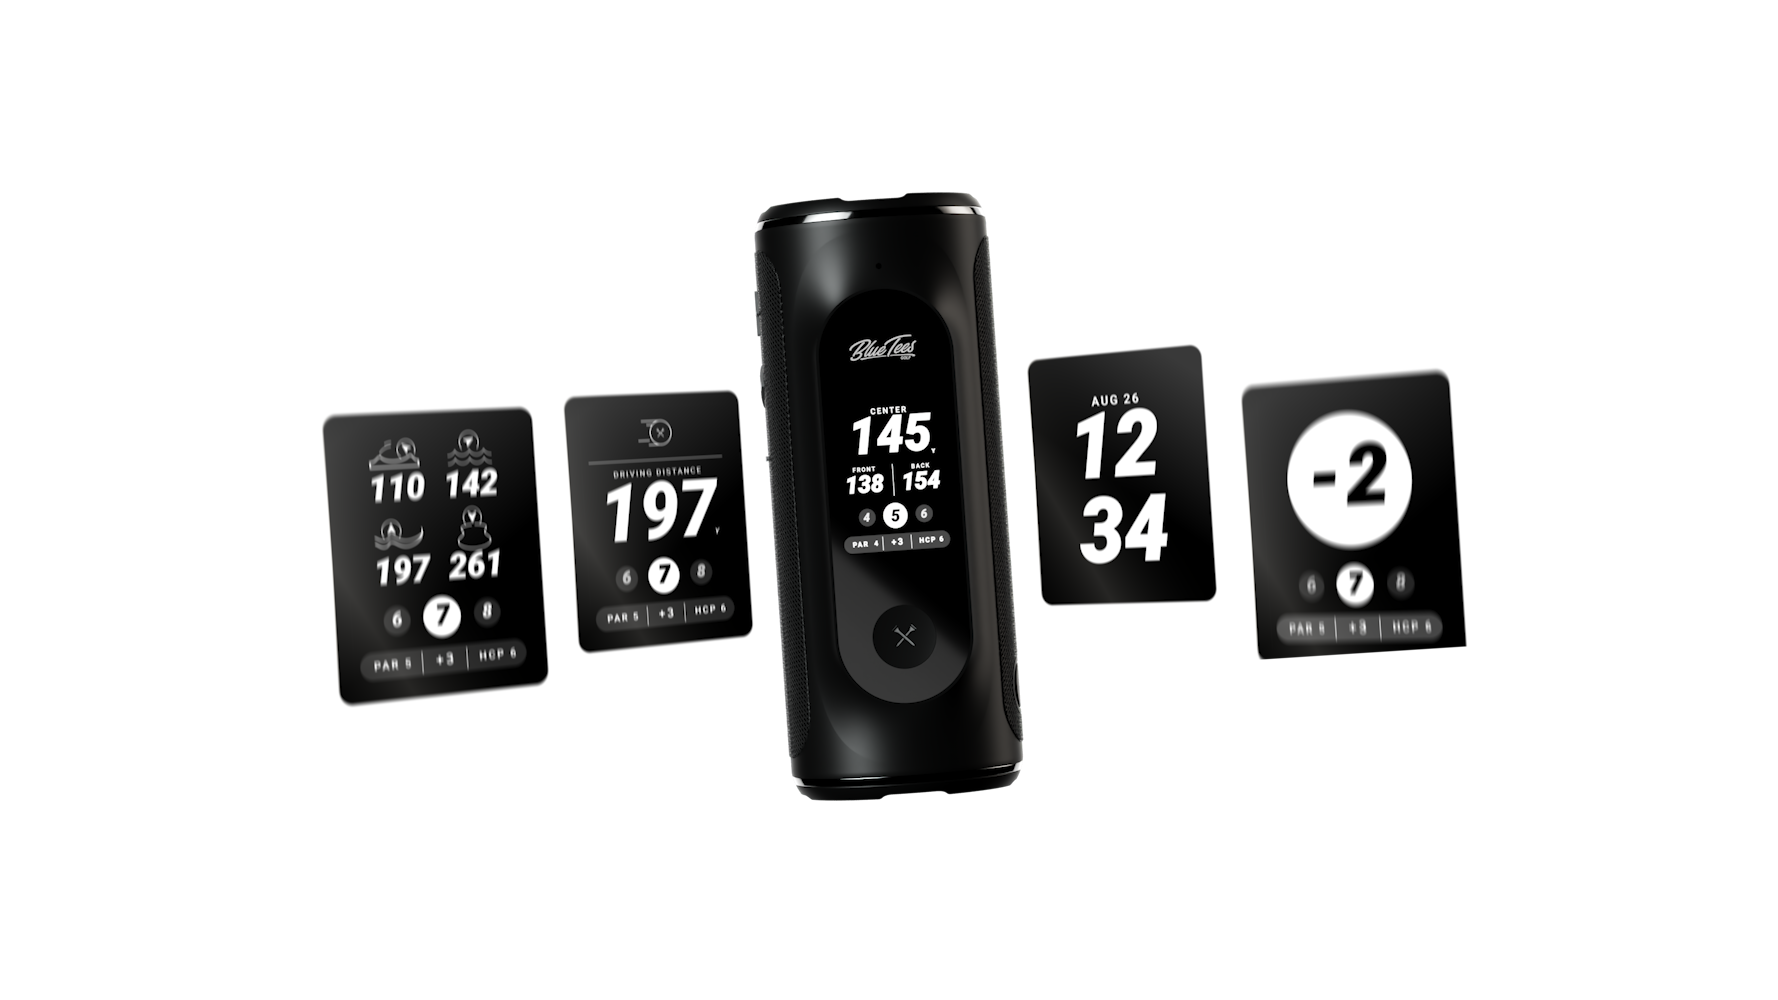 110 142
197 261
6 7 8
PAR 5 | +3 | HCP 6
DRIVING DISTANCE
197 Y
6 7 8
PAR 5 | +3 | HCP 6
Blue Tees
GOLF
CENTER
145 Y
FRONT BACK
138 | 154
4 5 6
PAR 4 | +3 | HCP 6
AUG 26
12
34
-2
6 7 8
PAR 5 | +3 | HCP 6